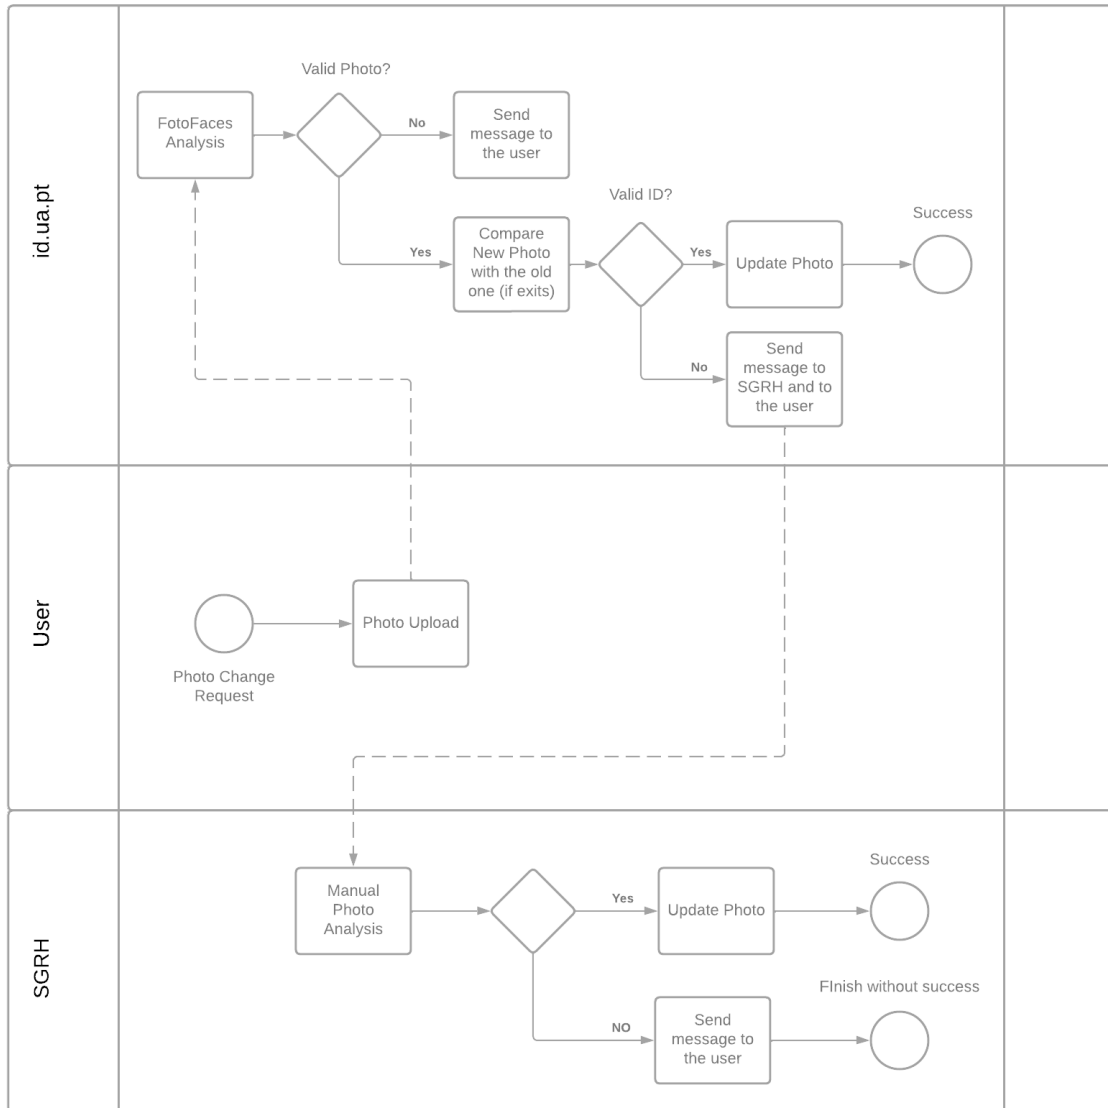 id.ua.pt
FotoFaces
Analysis
Valid Photo?
No
Send
message to
the user
Yes
Compare
New Photo
with the old
one (if exits)
Valid ID?
Yes
Update Photo
Success
No
Send
message to
SGRH and to
the user
User
Photo Change
Request
Photo Upload
SGRH
Manual
Photo
Analysis
Yes
Update Photo
Success
NO
Send
message to
the user
FInish without success